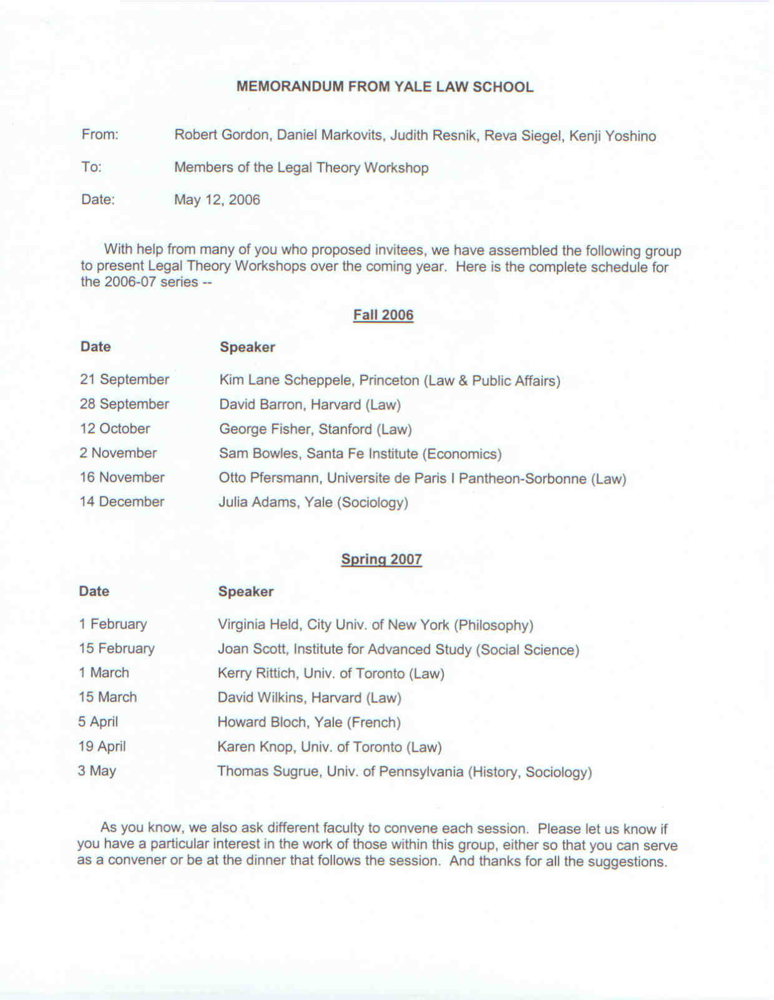 MEMORANDUM FROM YALE LAW SCHOOL
From: Robert Gordon, Daniel Markovits, Judith Resnik, Reva Siegel, Kenji Yoshino
To: Members of the Legal Theory Workshop
Date: May 12, 2006
With help from many of you who proposed invitees, we have assembled the following group
to present Legal Theory Workshops over the coming year. Here is the complete schedule for
the 2006-07 series --
Fall 2006
Date Speaker
21 September Kim Lane Scheppele, Princeton (Law & Public Affairs)
28 September David Barron, Harvard (Law)
12 October George Fisher, Stanford (Law)
2 November Sam Bowles, Santa Fe Institute (Economics)
16 November Otto Pfersmann, Universite de Paris I Pantheon-Sorbonne (Law)
14 December Julia Adams, Yale (Sociology)
Spring 2007
Date Speaker
1 February Virginia Held, City Univ. of New York (Philosophy)
15 February Joan Scott, Institute for Advanced Study (Social Science)
1 March Kerry Rittich, Univ. of Toronto (Law)
15 March David Wilkins, Harvard (Law)
5 April Howard Bloch, Yale (French)
19 April Karen Knop, Univ. of Toronto (Law)
3 May Thomas Sugrue, Univ. of Pennsylvania (History, Sociology)
As you know, we also ask different faculty to convene each session. Please let us know if
you have a particular interest in the work of those within this group, either so that you can serve
as a convener or be at the dinner that follows the session. And thanks for all the suggestions.